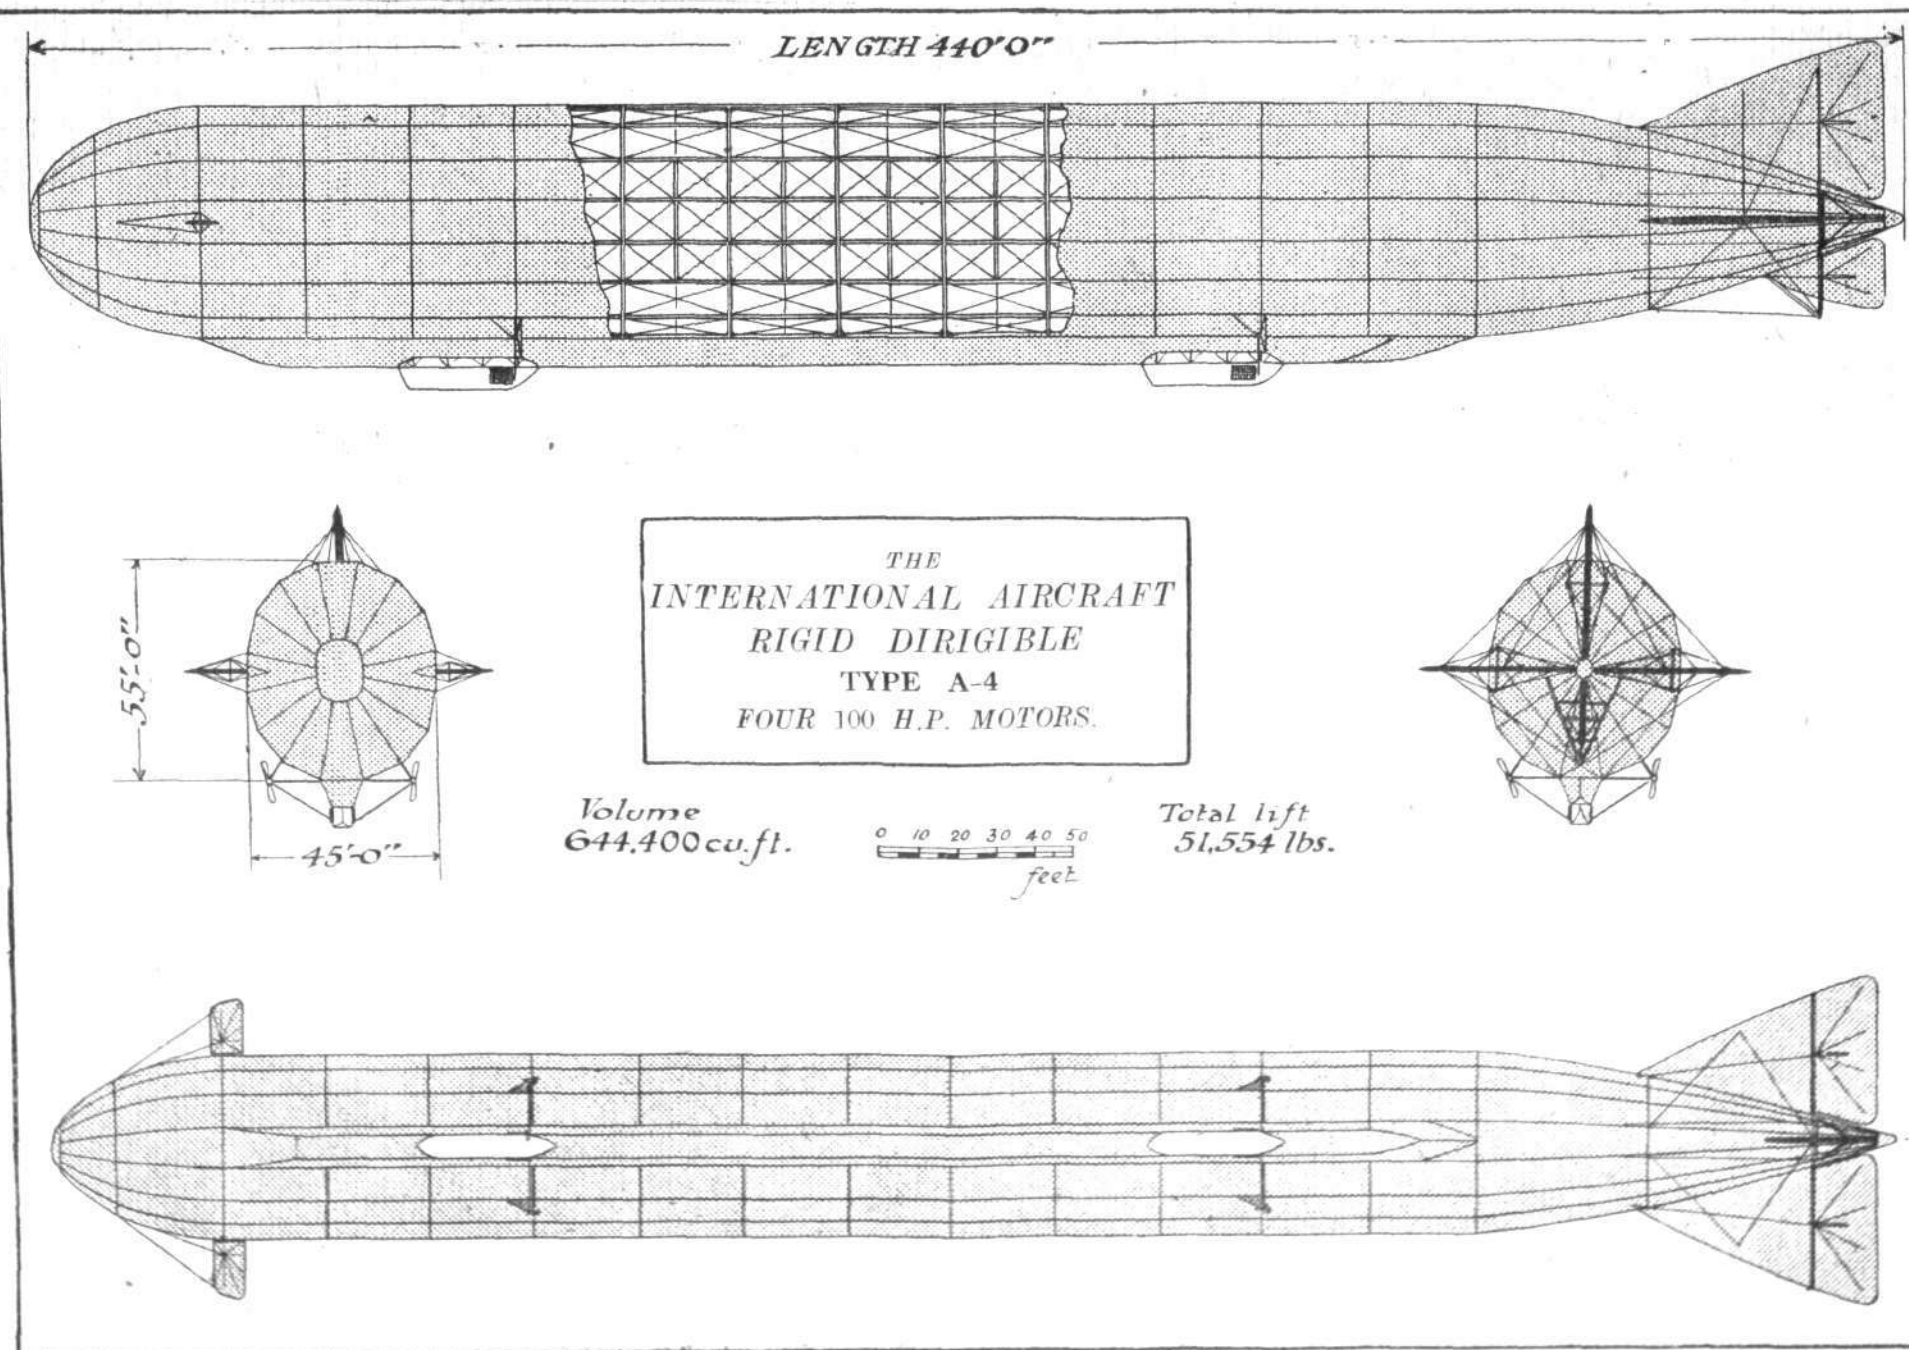 LENGTH 440'0"
55'-0"
45'-0"
THE
INTERNATIONAL AIRCRAFT
RIGID DIRIGIBLE
TYPE A-4
FOUR 100 H.P. MOTORS.
Volume
644,400 cu. ft.
0 10 20 30 40 50
feet
Total lift
51,554 lbs.